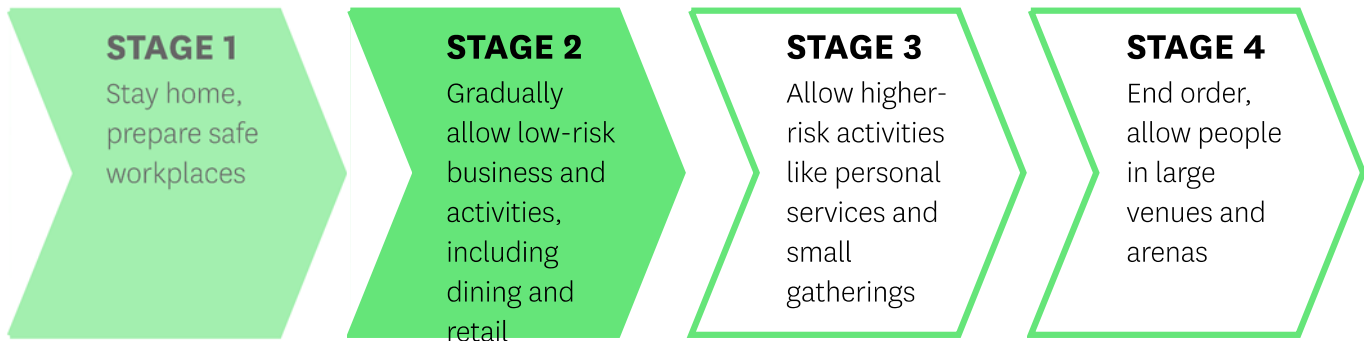 STAGE 1
Stay home,
prepare safe
workplaces
STAGE 2
Gradually
allow low-risk
business and
activities,
including
dining and
retail
STAGE 3
Allow higher-
risk activities
like personal
services and
small
gatherings
STAGE 4
End order,
allow people
in large
venues and
arenas